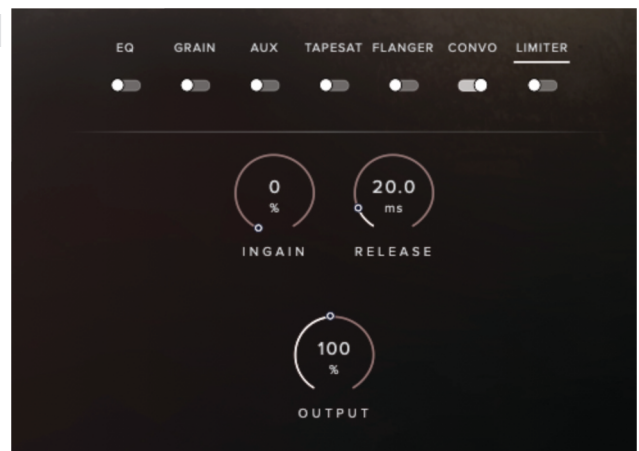 EQ GRAIN AUX TAPESAT FLANGER CONVO LIMITER
0 20.0
% ms
INGAIN RELEASE
100
%
OUTPUT